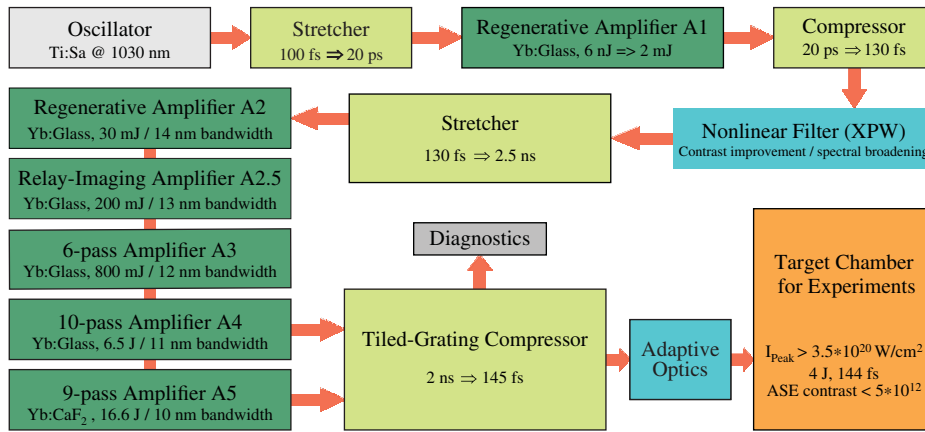 Oscillator
Ti:Sa @ 1030 nm
Stretcher
100 fs ⇒ 20 ps
Regenerative Amplifier A1
Yb:Glass, 6 nJ => 2 mJ
Compressor
20 ps ⇒ 130 fs
Regenerative Amplifier A2
Yb:Glass, 30 mJ / 14 nm bandwidth
Stretcher
130 fs ⇒ 2.5 ns
Nonlinear Filter (XPW)
Contrast improvement / spectral broadening
Relay-Imaging Amplifier A2.5
Yb:Glass, 200 mJ / 13 nm bandwidth
6-pass Amplifier A3
Yb:Glass, 800 mJ / 12 nm bandwidth
10-pass Amplifier A4
Yb:Glass, 6.5 J / 11 nm bandwidth
9-pass Amplifier A5
Yb:CaF₂ , 16.6 J / 10 nm bandwidth
Diagnostics
Tiled-Grating Compressor
2 ns ⇒ 145 fs
Adaptive
Optics
Target Chamber
for Experiments
I_Peak > 3.5*10²⁰ W/cm²
4 J, 144 fs
ASE contrast < 5*10¹²